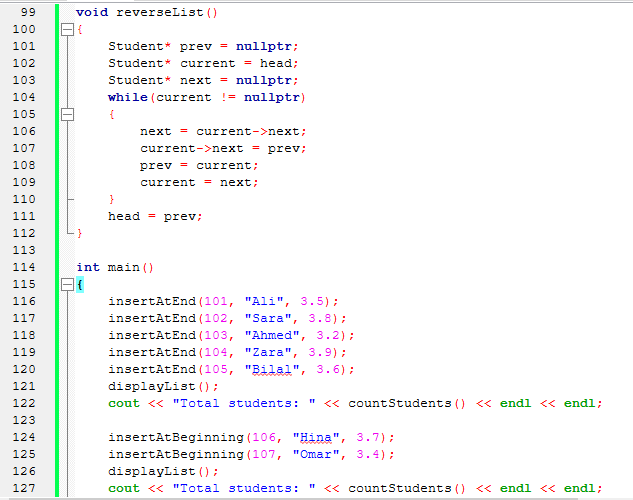 99 void reverseList()
100 {
101 Student* prev = nullptr;
102 Student* current = head;
103 Student* next = nullptr;
104 while(current != nullptr)
105 {
106 next = current->next;
107 current->next = prev;
108 prev = current;
109 current = next;
110 }
111 head = prev;
112 }
113
114 int main()
115 {
116 insertAtEnd(101, "Ali", 3.5);
117 insertAtEnd(102, "Sara", 3.8);
118 insertAtEnd(103, "Ahmed", 3.2);
119 insertAtEnd(104, "Zara", 3.9);
120 insertAtEnd(105, "Bilal", 3.6);
121 displayList();
122 cout << "Total students: " << countStudents() << endl << endl;
123
124 insertAtBeginning(106, "Hina", 3.7);
125 insertAtBeginning(107, "Omar", 3.4);
126 displayList();
127 cout << "Total students: " << countStudents() << endl << endl;